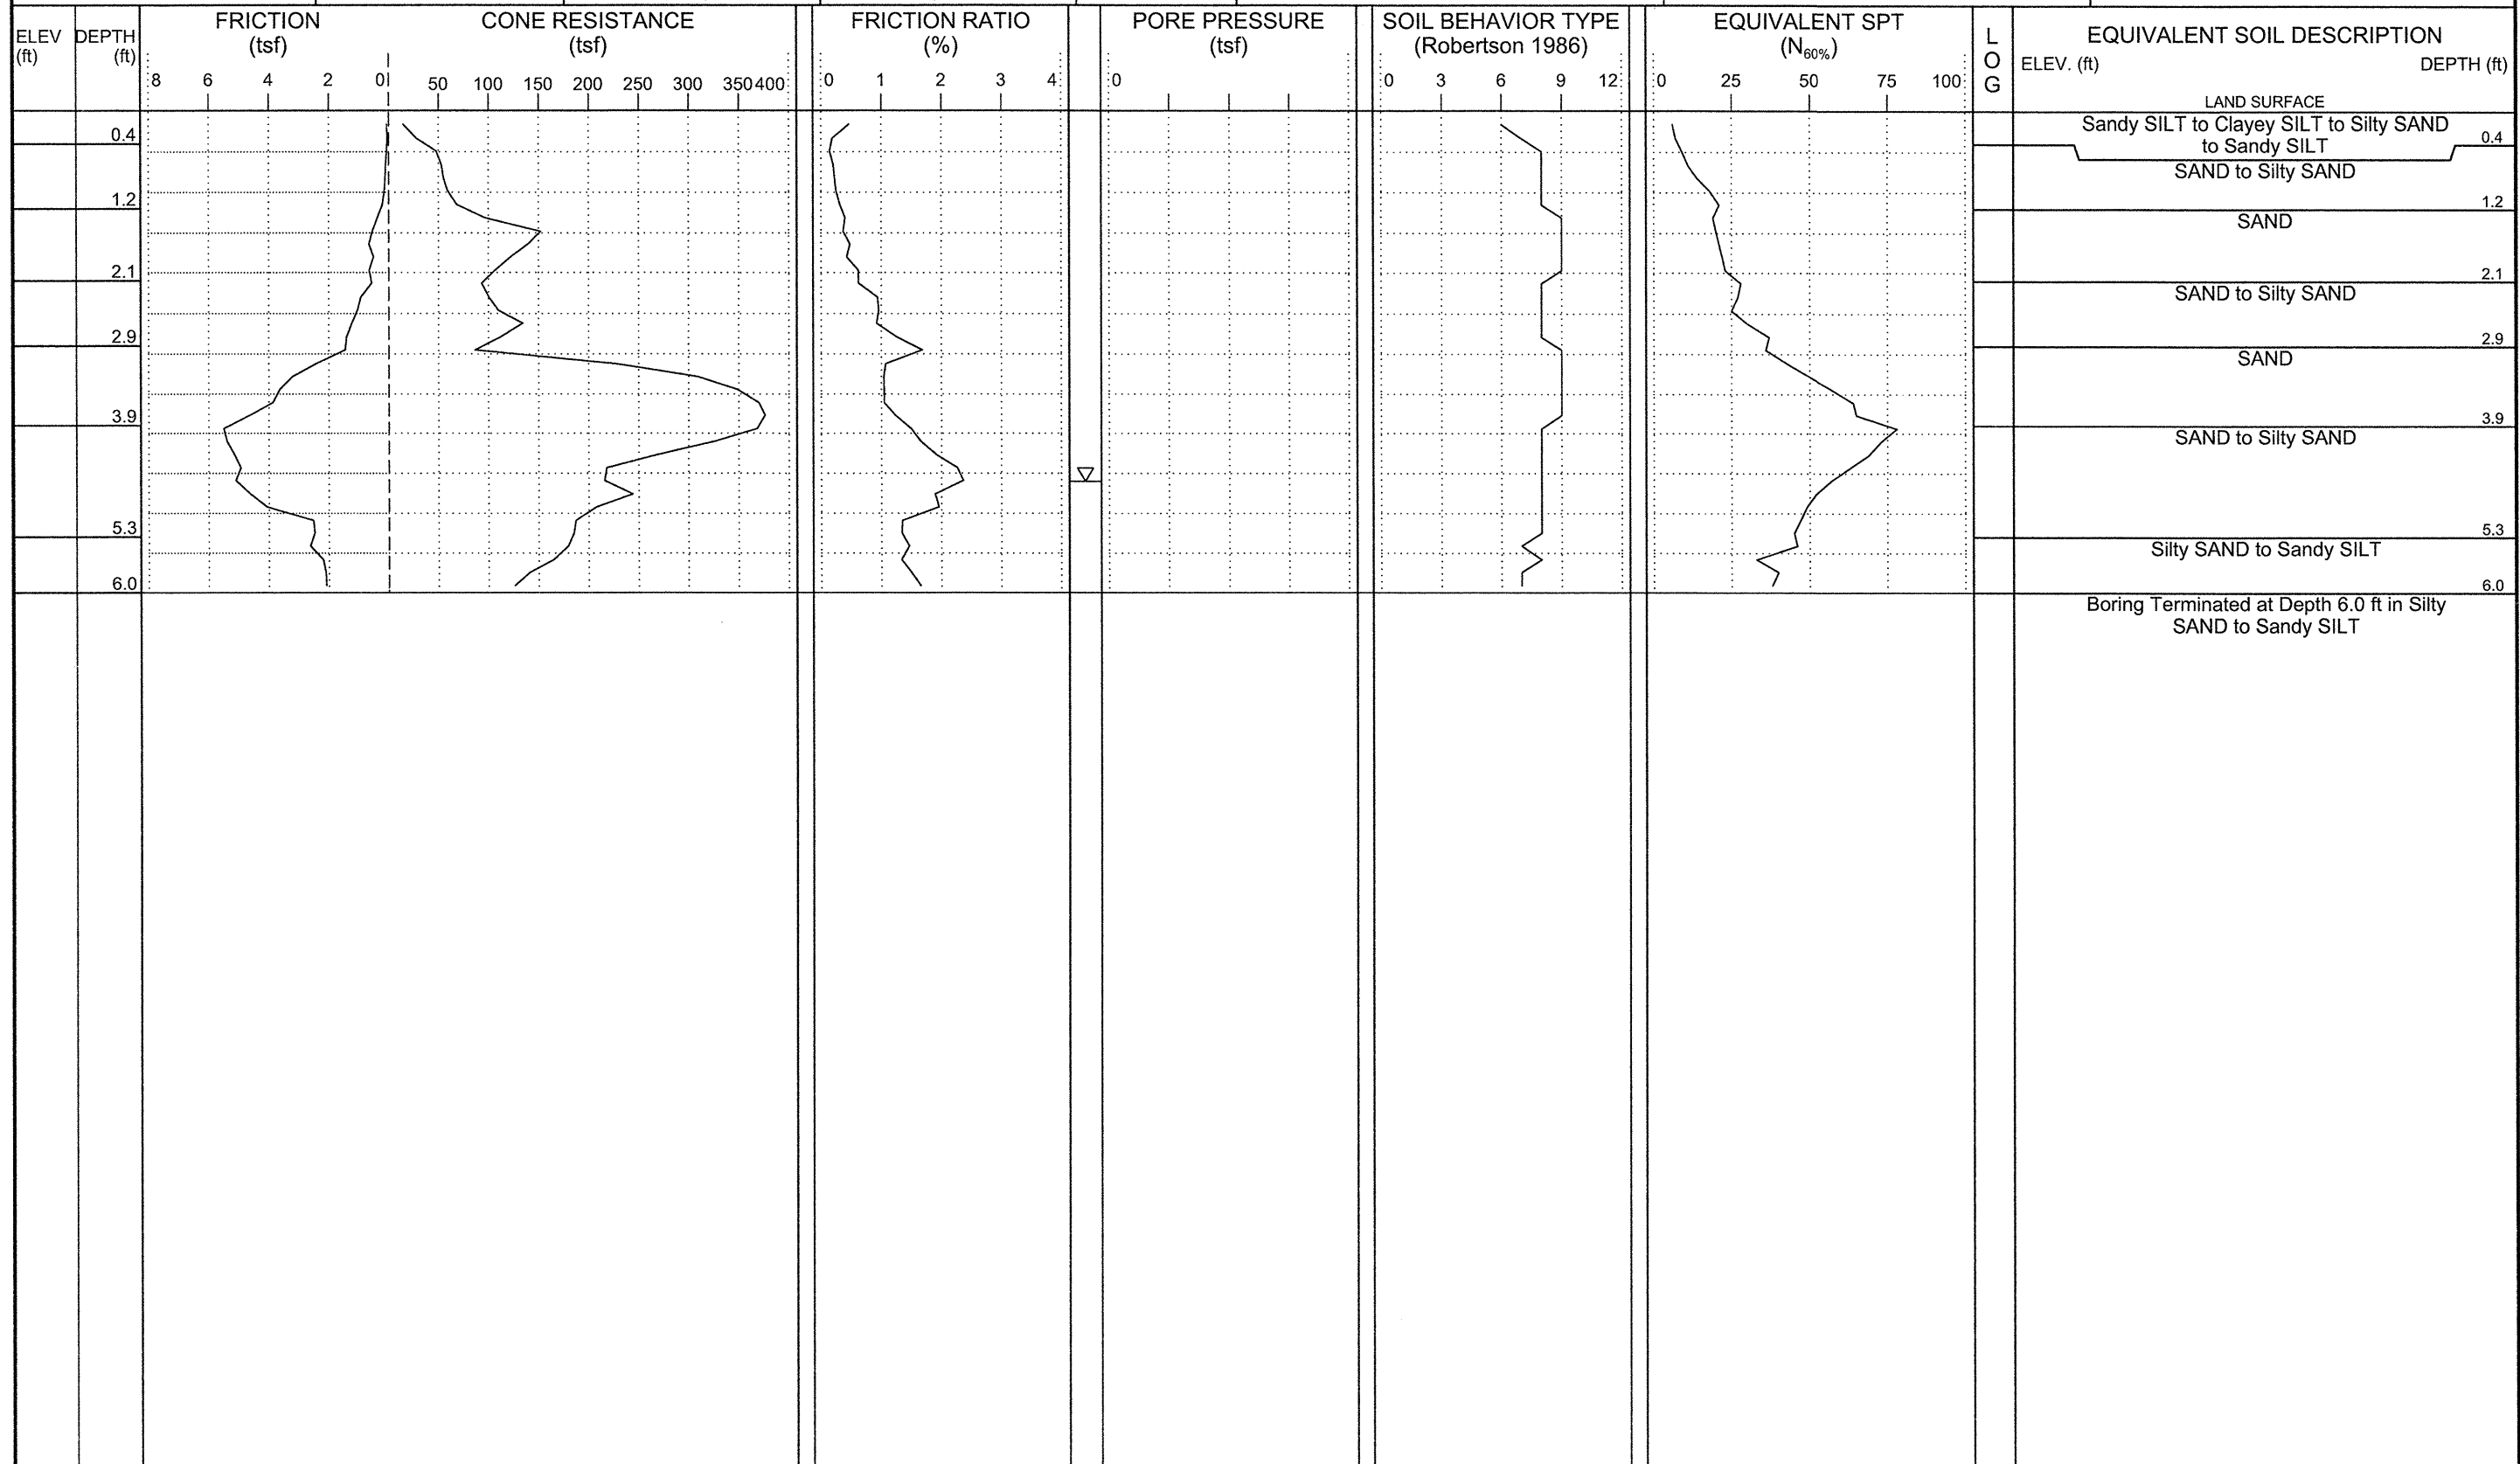 FRICTION CONE RESISTANCE FRICTION RATIO PORE PRESSURE SOIL BEHAVIOR TYPE EQUIVALENT SPT
ELEV DEPTH (tsf) (tsf) (%) (tsf) (Robertson 1986) (N60%) L EQUIVALENT SOIL DESCRIPTION
(ft) (ft) O ELEV. (ft) DEPTH (ft)
8 6 4 2 0 50 100 150 200 250 300 350 400 0 1 2 3 4 0 0 3 6 9 12 0 25 50 75 100 G
LAND SURFACE
Sandy SILT to Clayey SILT to Silty SAND
0.4 to Sandy SILT 0.4
SAND to Silty SAND
1.2 1.2
SAND
2.1 2.1
SAND to Silty SAND
2.9 2.9
SAND
3.9 3.9
SAND to Silty SAND
5.3 5.3
Silty SAND to Sandy SILT
6.0 6.0
Boring Terminated at Depth 6.0 ft in Silty
SAND to Sandy SILT